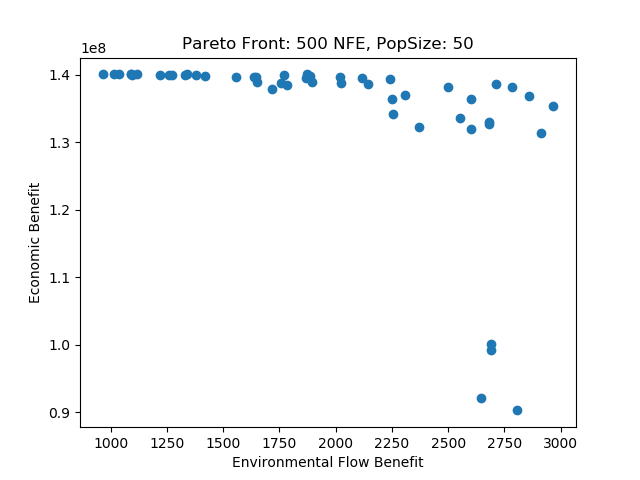 Pareto Front: 500 NFE, PopSize: 50
1e8
1.4
1.3
1.2
1.1
1.0
0.9
Economic Benefit
1000 1250 1500 1750 2000 2250 2500 2750 3000
Environmental Flow Benefit